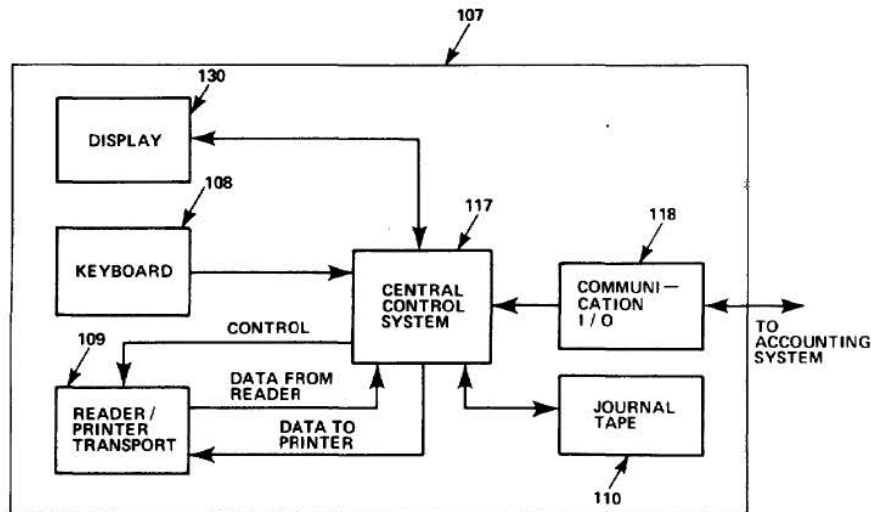 107
130
DISPLAY
108
KEYBOARD
117
CENTRAL
CONTROL
SYSTEM
118
COMMUNI—
CATION
I/O
TO
ACCOUNTING
SYSTEM
CONTROL
109
DATA FROM
READER
READER/
PRINTER
TRANSPORT
DATA TO
PRINTER
JOURNAL
TAPE
110